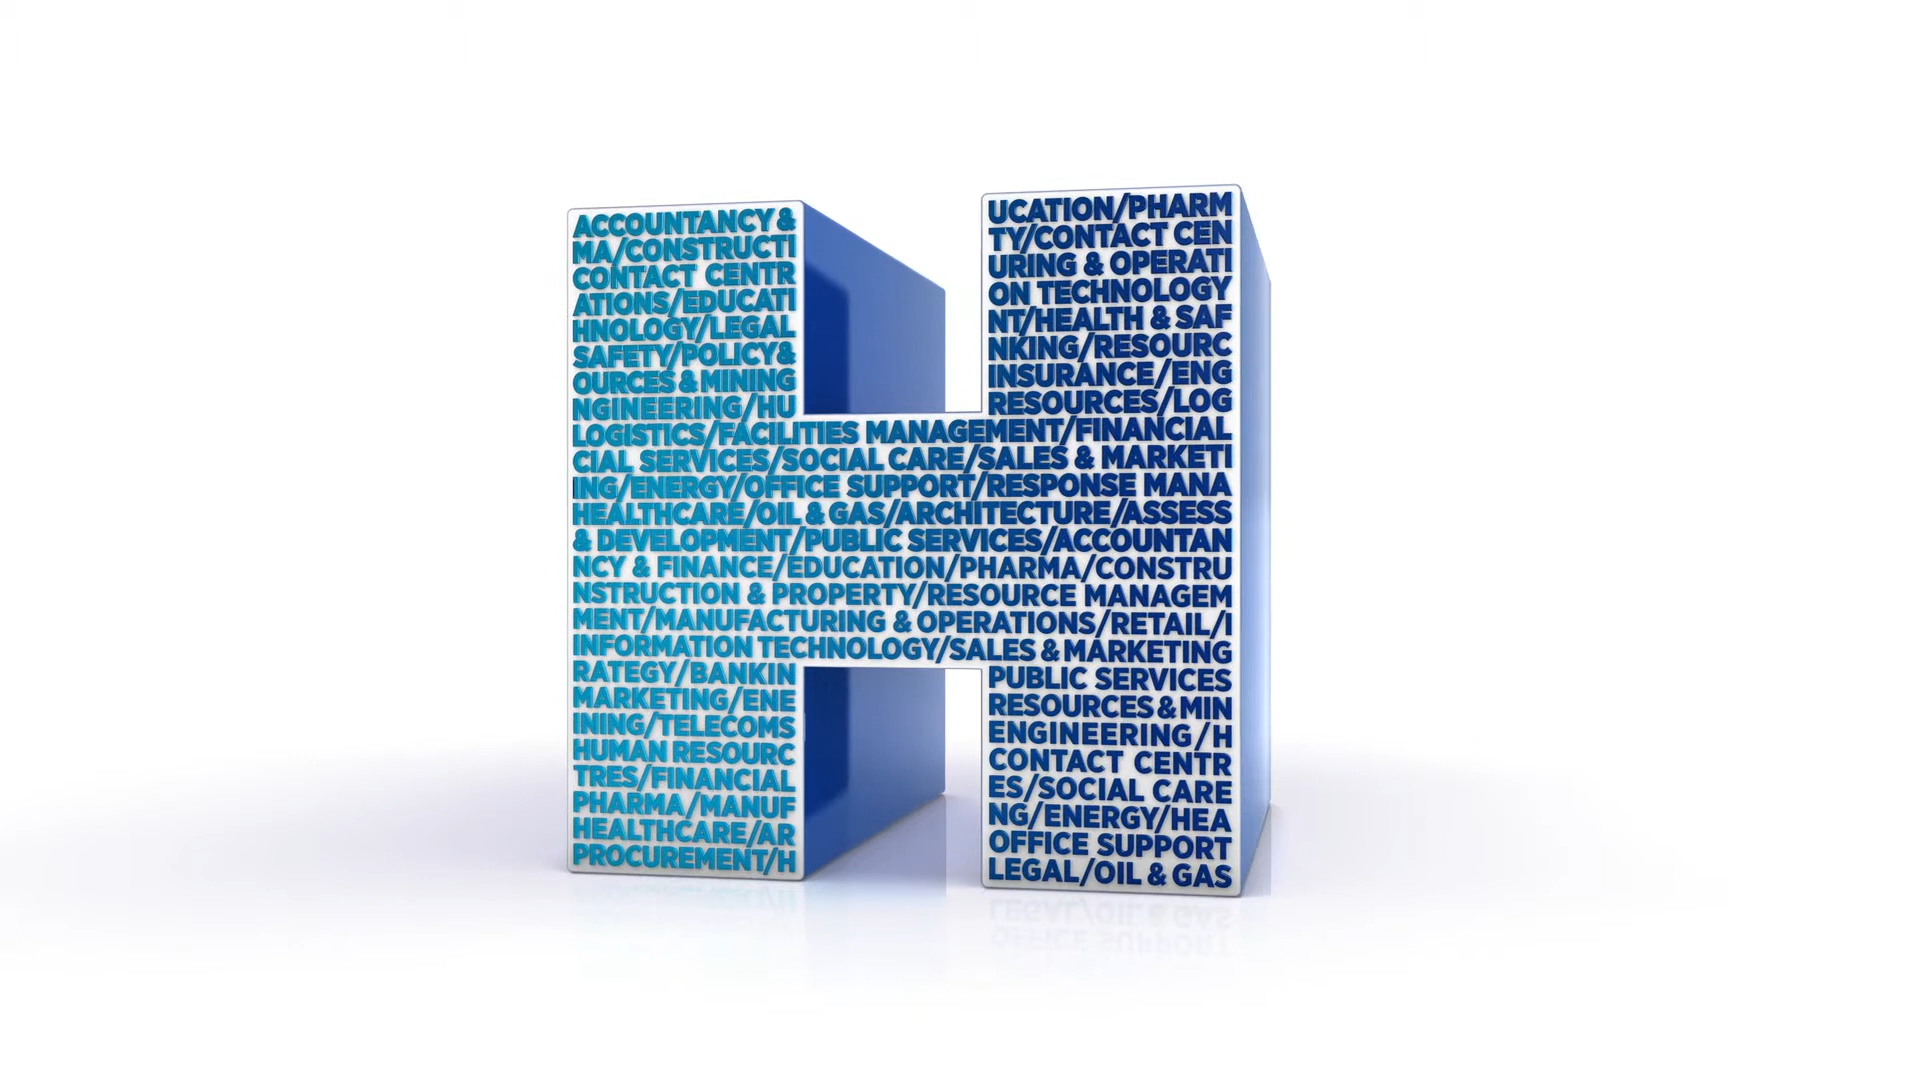 ACCOUNTANCY & UCATION/PHARM
MA/CONSTRUCTI TY/CONTACT CEN
CONTACT CENTR URING & OPERATI
ATIONS/EDUCATI ON TECHNOLOGY
HNOLOGY/LEGAL NT/HEALTH & SAF
SAFETY/POLICY& NKING/RESOURC
OURCES & MINING INSURANCE/ENG
NGINEERING/HU RESOURCES/LOG
LOGISTICS/FACILITIES MANAGEMENT/FINANCIAL
CIAL SERVICES/SOCIAL CARE/SALES & MARKETI
ING/ENERGY/OFFICE SUPPORT/RESPONSE MANA
HEALTHCARE/OIL & GAS/ARCHITECTURE/ASSESS
& DEVELOPMENT/PUBLIC SERVICES/ACCOUNTAN
NCY & FINANCE/EDUCATION/PHARMA/CONSTRU
NSTRUCTION & PROPERTY/RESOURCE MANAGEM
MENT/MANUFACTURING & OPERATIONS/RETAIL/I
INFORMATION TECHNOLOGY/SALES & MARKETING
RATEGY/BANKIN PUBLIC SERVICES
MARKETING/ENE RESOURCES & MIN
INING/TELECOMS ENGINEERING/H
HUMAN RESOURC CONTACT CENTR
TRES/FINANCIAL ES/SOCIAL CARE
PHARMA/MANUF NG/ENERGY/HEA
HEALTHCARE/AR OFFICE SUPPORT
PROCUREMENT/H LEGAL/OIL & GAS